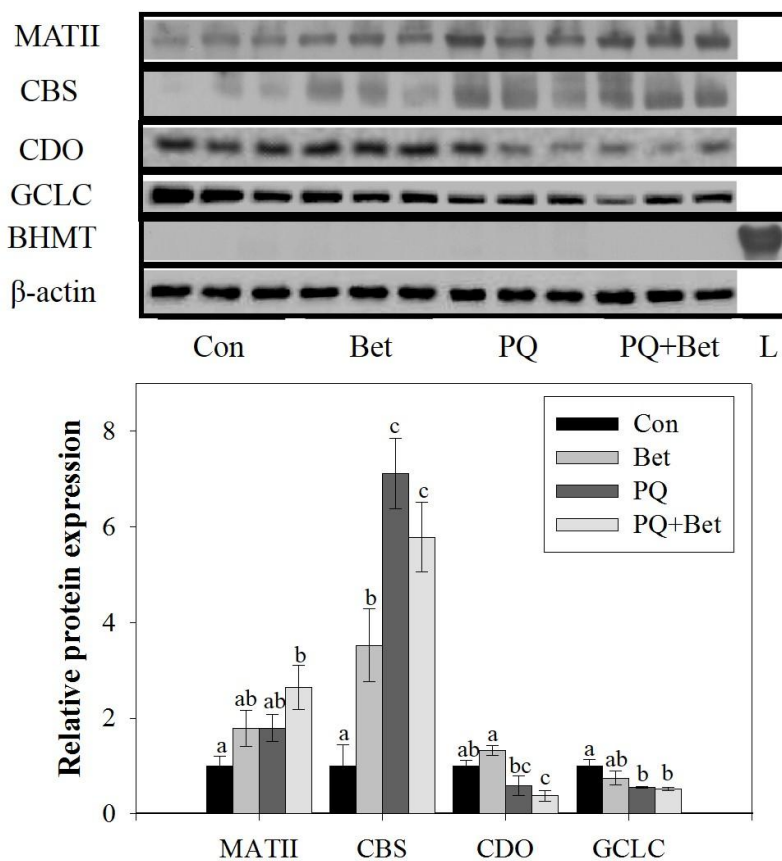 MATII
CBS
CDO
GCLC
BHMT
β-actin
Con Bet PQ PQ+Bet L
Relative protein expression
8
6
4
2
0
Con
Bet
PQ
PQ+Bet
a ab ab b
a b c c
ab a bc c
a ab b b
MATII CBS CDO GCLC